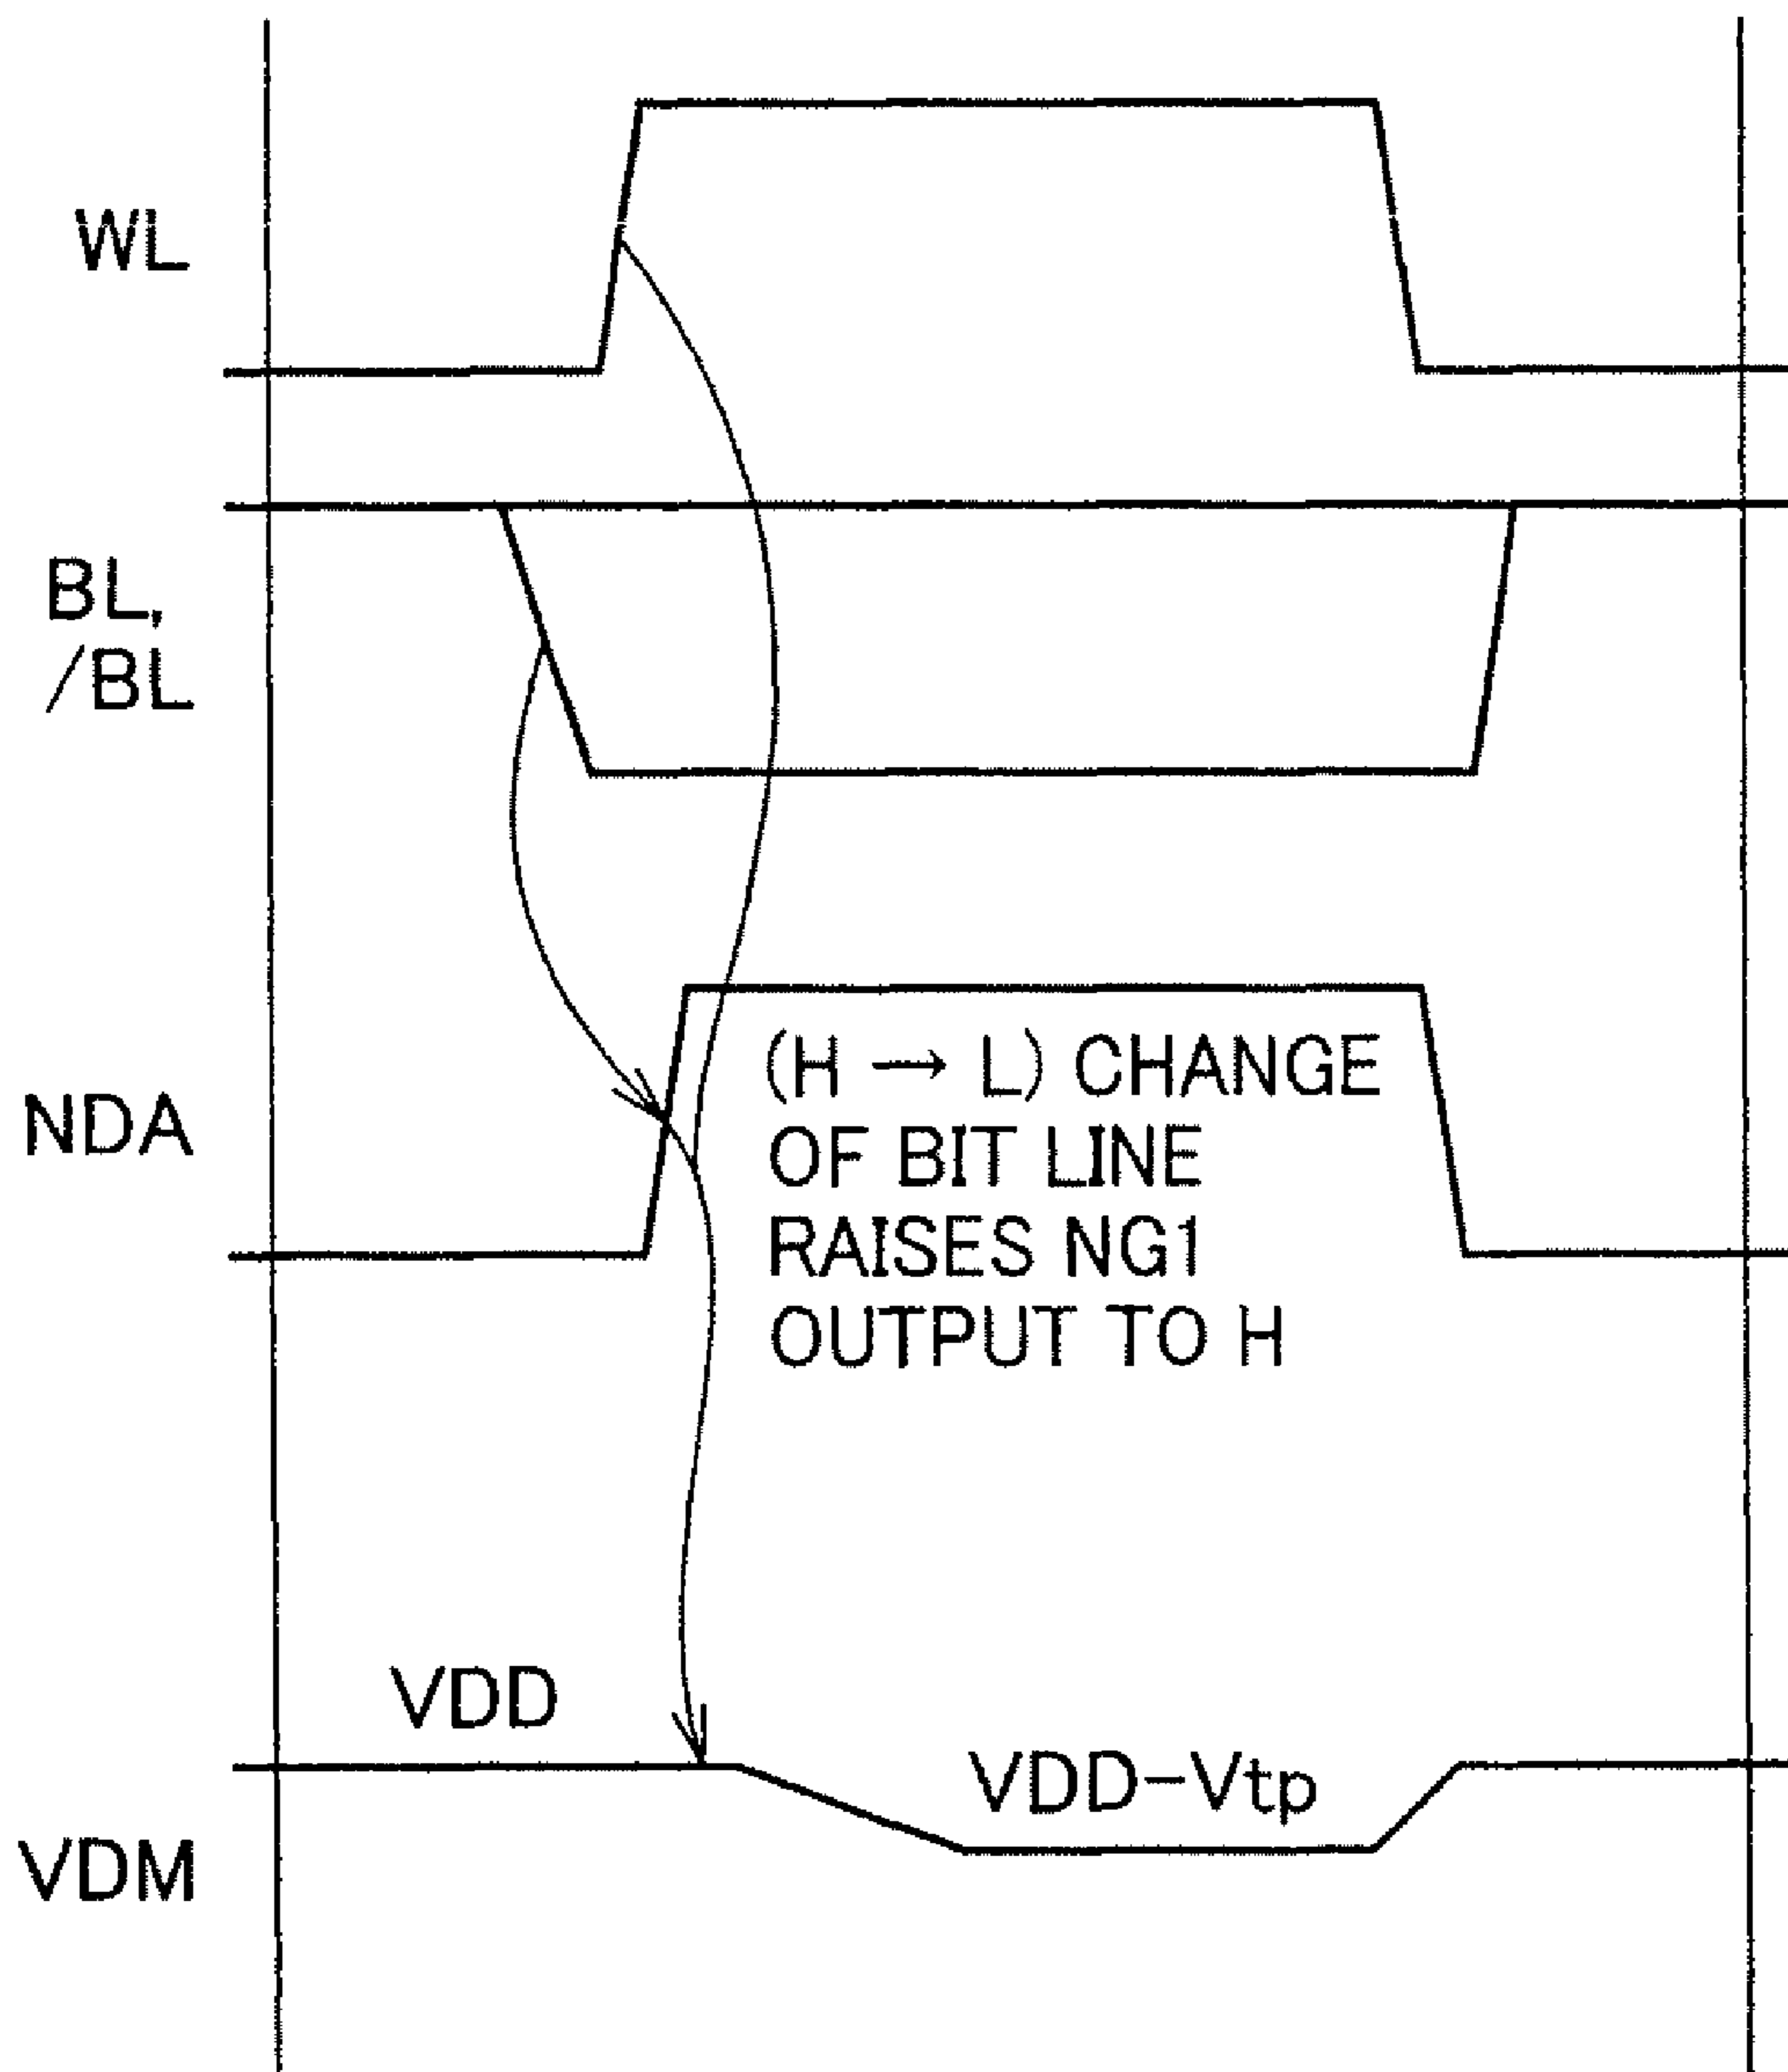 WL
BL,
/BL
NDA
(H → L) CHANGE
OF BIT LINE
RAISES NG1
OUTPUT TO H
VDD
VDD-Vtp
VDM